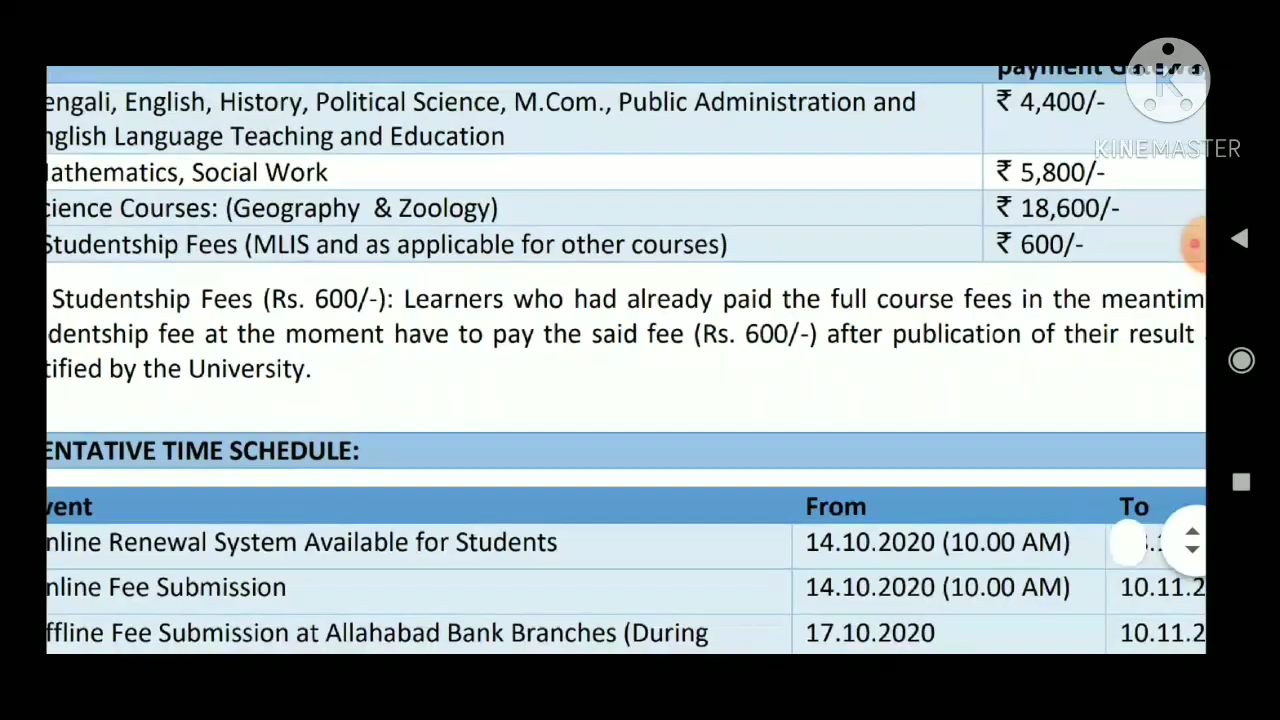 payment
engali, English, History, Political Science, M.Com., Public Administration and ₹ 4,400/-
nglish Language Teaching and Education
athematics, Social Work ₹ 5,800/-
cience Courses: (Geography & Zoology) ₹ 18,600/-
Studentship Fees (MLIS and as applicable for other courses) ₹ 600/-
KINEMASTER
Studentship Fees (Rs. 600/-): Learners who had already paid the full course fees in the meantim
dentship fee at the moment have to pay the said fee (Rs. 600/-) after publication of their result
tified by the University.
ENTATIVE TIME SCHEDULE:
vent From To
nline Renewal System Available for Students 14.10.2020 (10.00 AM)
nline Fee Submission 14.10.2020 (10.00 AM) 10.11.2
ffline Fee Submission at Allahabad Bank Branches (During 17.10.2020 10.11.2